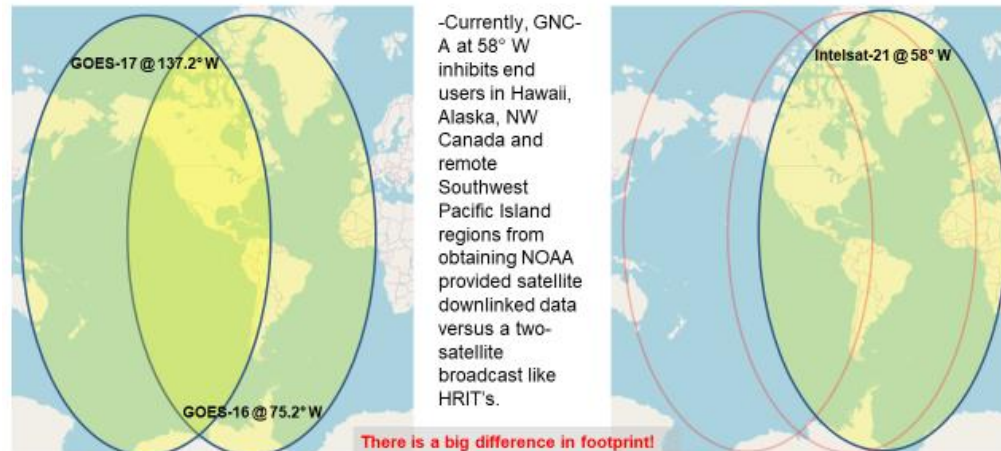 GOES-17 @ 137.2° W
GOES-16 @ 75.2° W
-Currently, GNC-
A at 58° W
inhibits end
users in Hawaii,
Alaska, NW
Canada and
remote
Southwest
Pacific Island
regions from
obtaining NOAA
provided satellite
downlinked data
versus a two-
satellite
broadcast like
HRIT's.
Intelsat-21 @ 58° W
There is a big difference in footprint!